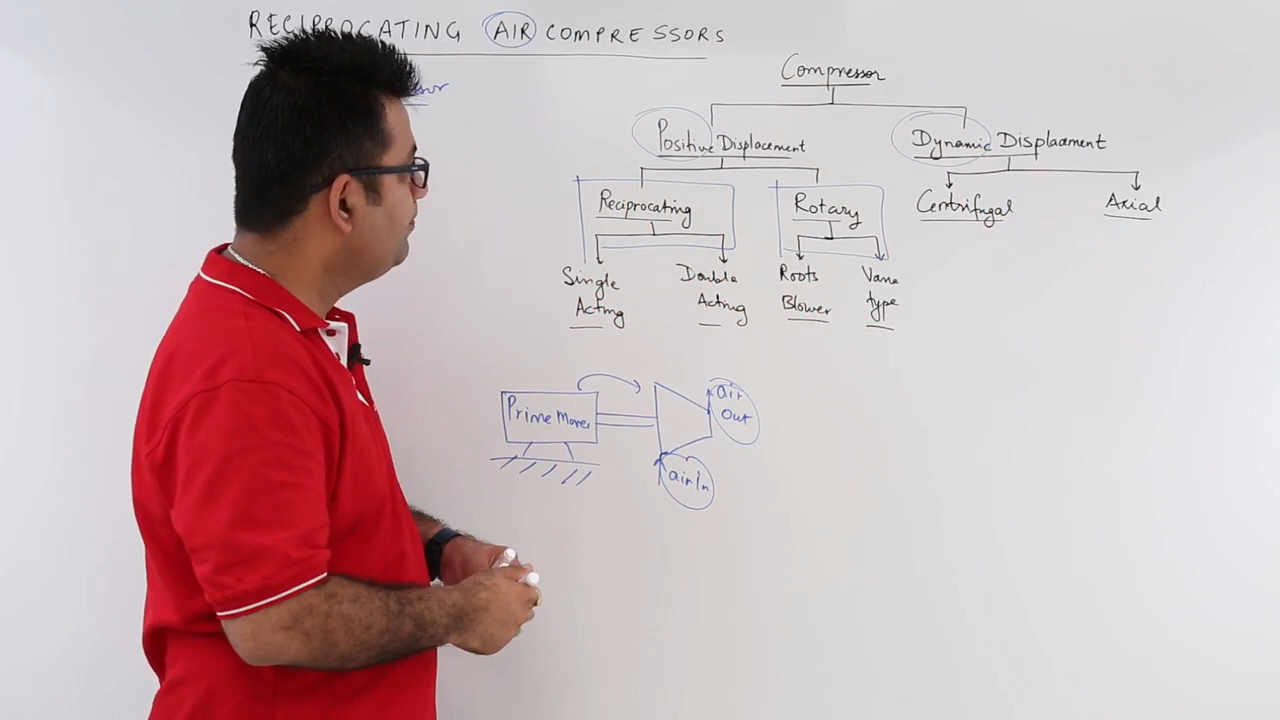 RECIPROCATING AIR COMPRESSORS
Compressor
Positive Displacement
Dynamic Displacement
Reciprocating
Rotary
Centrifugal
Axial
Single Acting
Double Acting
Roots Blower
Vane type
Prime Mover
air out
air In